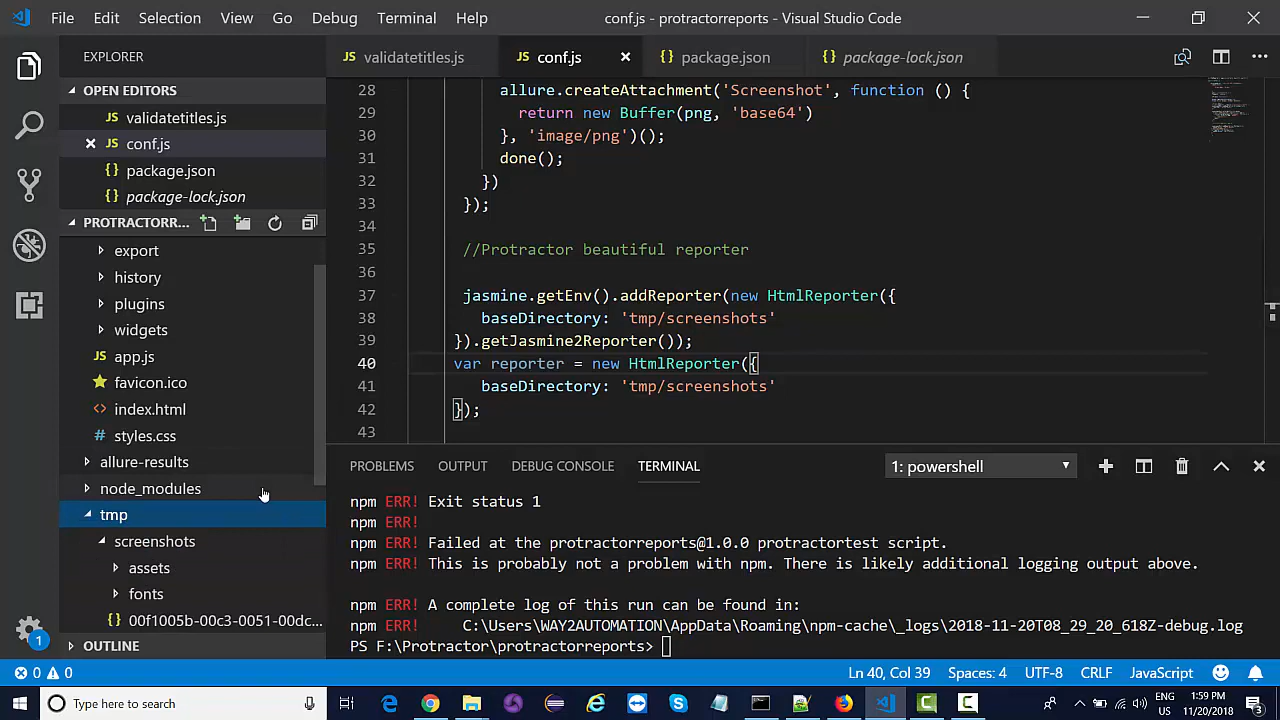 File Edit Selection View Go Debug Terminal Help conf.js - protractorreports - Visual Studio Code
EXPLORER
OPEN EDITORS
JS validatetitles.js
JS conf.js
{} package.json
{} package-lock.json
PROTRACTORR...
export
history
plugins
widgets
app.js
favicon.ico
<> index.html
# styles.css
allure-results
node_modules
tmp
screenshots
assets
fonts
{} 00f1005b-00c3-0051-00dc...
OUTLINE
1
JS validatetitles.js JS conf.js {} package.json {} package-lock.json
28 allure.createAttachment('Screenshot', function () {
29 return new Buffer(png, 'base64')
30 }, 'image/png')();
31 done();
32 })
33 });
34
35 //Protractor beautiful reporter
36
37 jasmine.getEnv().addReporter(new HtmlReporter({
38 baseDirectory: 'tmp/screenshots'
39 }).getJasmine2Reporter());
40 var reporter = new HtmlReporter({
41 baseDirectory: 'tmp/screenshots'
42 });
43
PROBLEMS OUTPUT DEBUG CONSOLE TERMINAL 1: powershell
npm ERR! Exit status 1
npm ERR!
npm ERR! Failed at the protractorreports@1.0.0 protractortest script.
npm ERR! This is probably not a problem with npm. There is likely additional logging output above.
npm ERR! A complete log of this run can be found in:
npm ERR! C:\Users\WAY2AUTOMATION\AppData\Roaming\npm-cache\_logs\2018-11-20T08_29_20_618Z-debug.log
PS F:\Protractor\protractorreports>
0 0 Ln 40, Col 39 Spaces: 4 UTF-8 CRLF JavaScript
Type here to search
ENG
IN
1:59 PM
11/20/2018